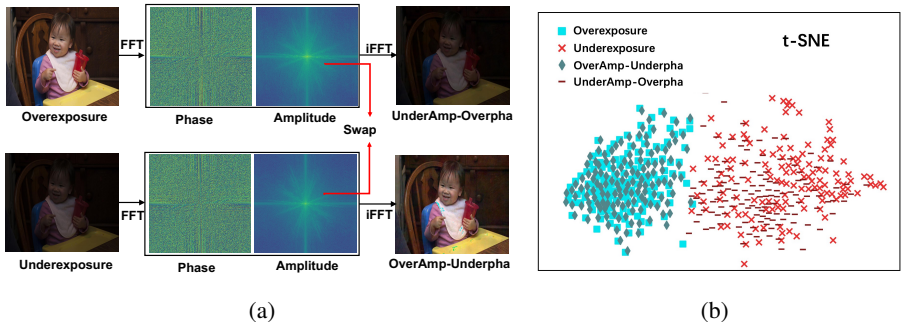 FFT
iFFT
Overexposure
Phase
Amplitude
UnderAmp-Overpha
Swap
FFT
iFFT
Underexposure
Phase
Amplitude
OverAmp-Underpha
(a)
t-SNE
Overexposure
Underexposure
OverAmp-Underpha
UnderAmp-Overpha
(b)